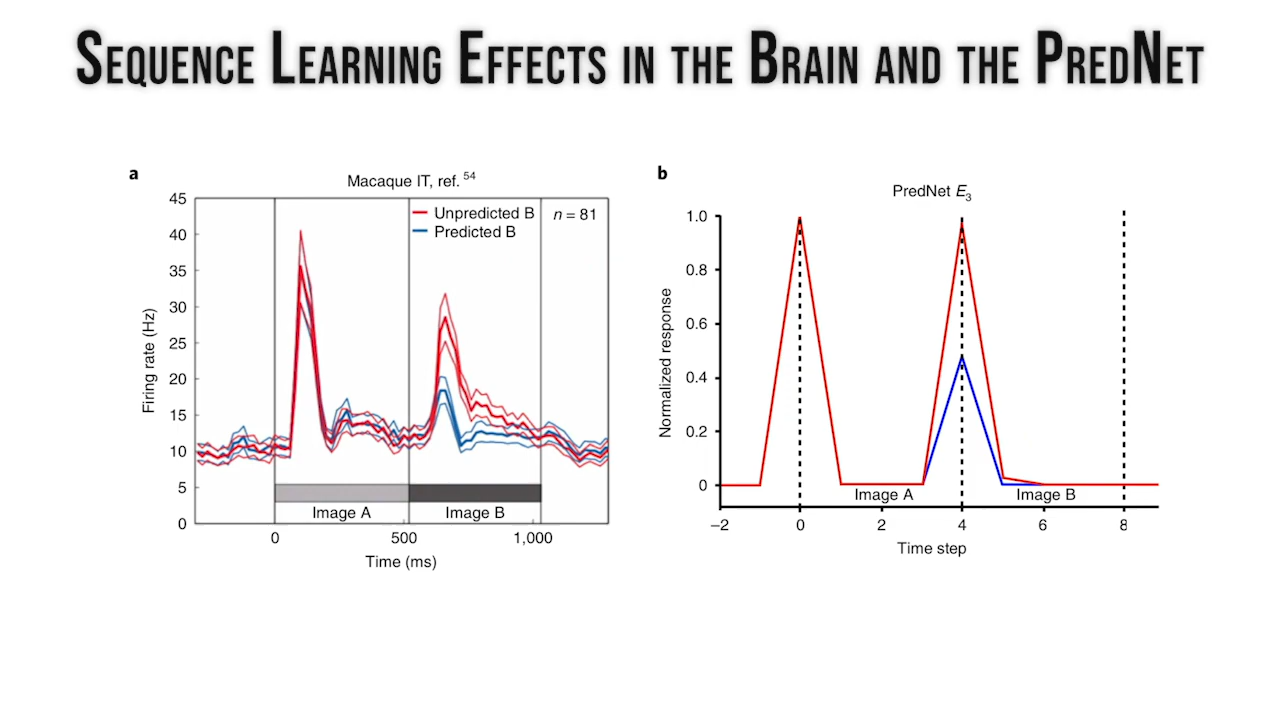 SEQUENCE LEARNING EFFECTS IN THE BRAIN AND THE PREDNET
a
Macaque IT, ref. 54
45
40
35
30
25
20
15
10
5
0
Firing rate (Hz)
Unpredicted B
Predicted B
n = 81
Image A
Image B
0
500
1,000
Time (ms)
b
PredNet E3
1.0
0.8
0.6
0.4
0.2
0
Normalized response
Image A
Image B
–2
0
2
4
6
8
Time step